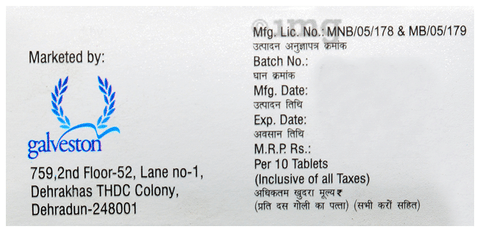 Marketed by:
galveston
759,2nd Floor-52, Lane no-1,
Dehrakhas THDC Colony,
Dehradun-248001
1mg
Mfg. Lic. No.: MNB/05/178 & MB/05/179
उत्पादन अनुज्ञापत्र क्रमांक
Batch No.:
घान क्रमांक
Mfg. Date:
उत्पादन तिथि
Exp. Date:
अवसान तिथि
M.R.P. Rs.:
Per 10 Tablets
(Inclusive of all Taxes)
अधिकतम खुदरा मूल्य ₹
(प्रति दस गोली का पत्ता) (सभी करों सहित)